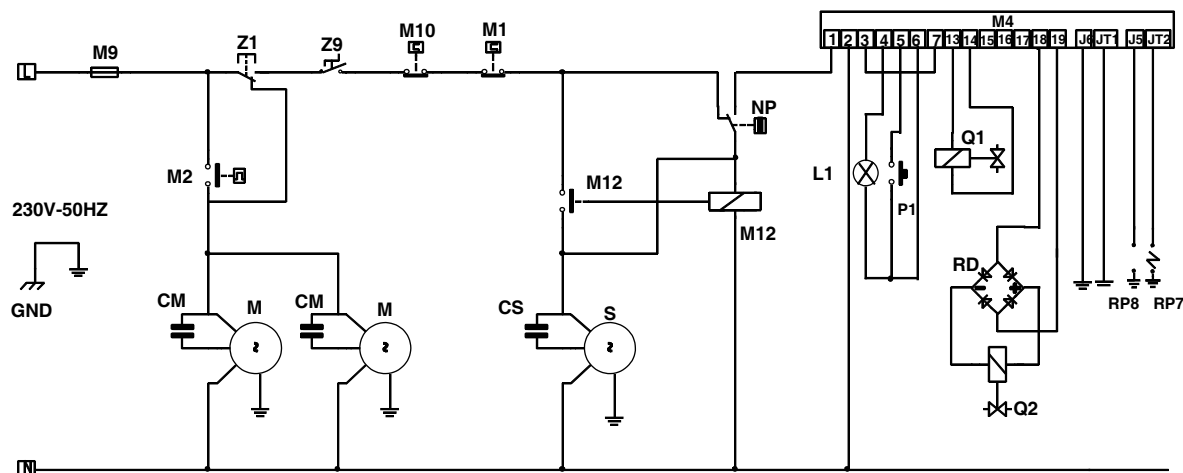 M4
1 2 3 4 5 6 7 13 14 15 16 17 18 19 J6 JT1 J5 JT2
M9
Z1
Z9
M10
M1
L
NP
Q1
L1
P1
M2
M12
M12
230V-50HZ
GND
RD
RP8
RP7
CM
M
CM
M
CS
S
Q2
N